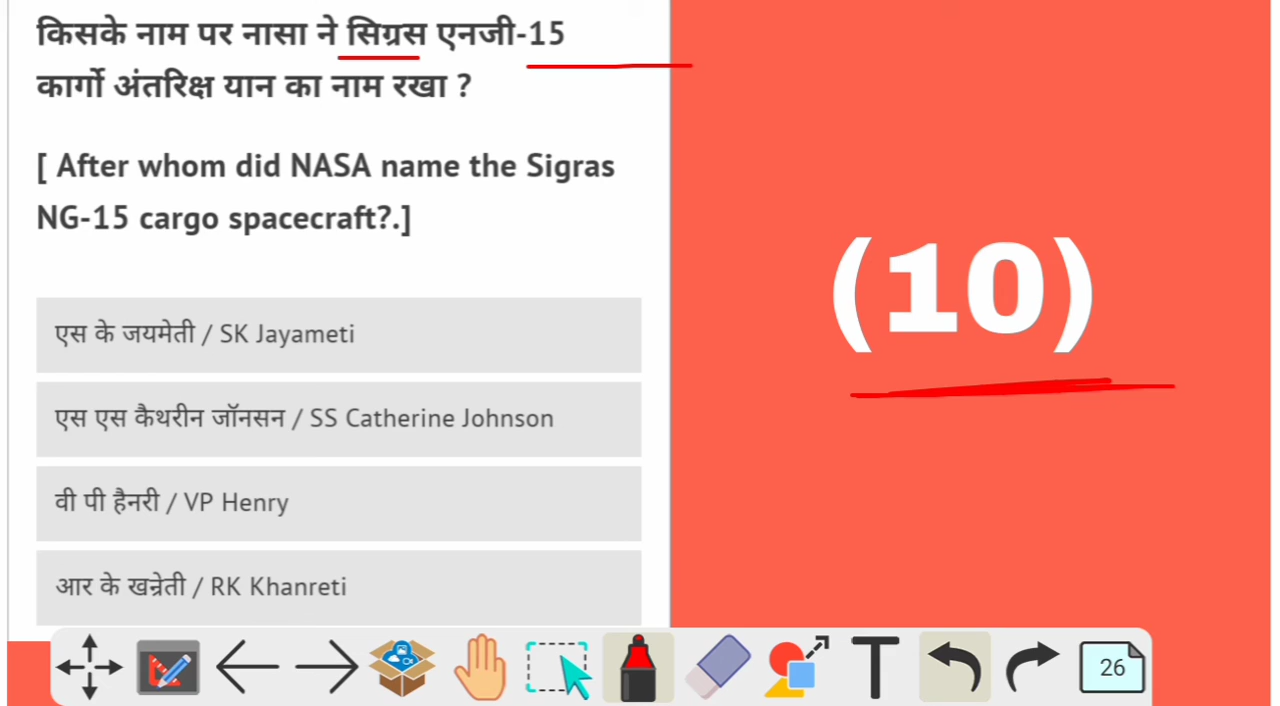 किसके नाम पर नासा ने सिग्रस एनजी-15
कार्गो अंतरिक्ष यान का नाम रखा ?
[ After whom did NASA name the Sigras
NG-15 cargo spacecraft?.]
(10)
एस के जयमेती / SK Jayameti
एस एस कैथरीन जॉनसन / SS Catherine Johnson
वी पी हैनरी / VP Henry
आर के खन्रेती / RK Khanreti
T
26